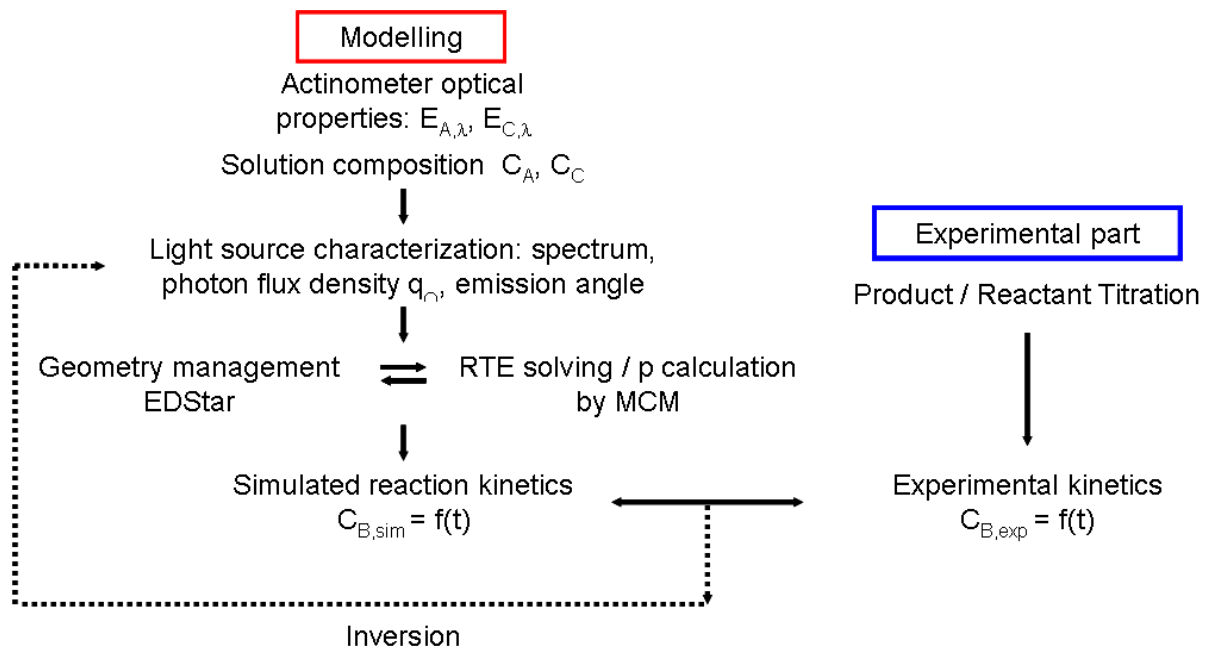 Modelling
Actinometer optical
properties: E_A,λ, E_C,λ
Solution composition C_A, C_C
Light source characterization: spectrum,
photon flux density q_∩, emission angle
Geometry management
EDStar
RTE solving / p calculation
by MCM
Simulated reaction kinetics
C_B,sim = f(t)
Inversion
Experimental part
Product / Reactant Titration
Experimental kinetics
C_B,exp = f(t)